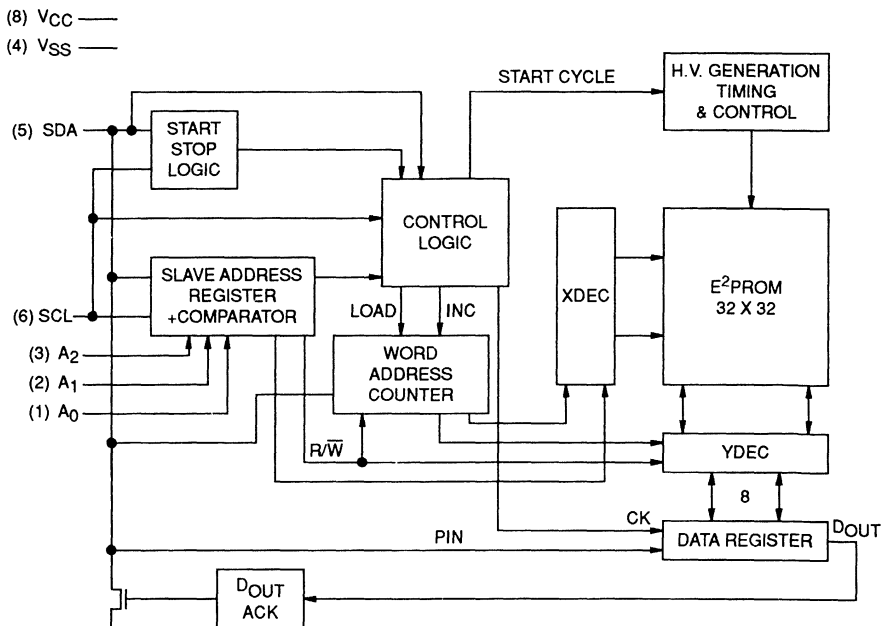 (8) VCC
(4) VSS
START CYCLE
H.V. GENERATION
TIMING
& CONTROL
(5) SDA
START
STOP
LOGIC
CONTROL
LOGIC
SLAVE ADDRESS
REGISTER
+COMPARATOR
XDEC
E²PROM
32 X 32
(6) SCL
LOAD
INC
(3) A2
(2) A1
(1) A0
WORD
ADDRESS
COUNTER
R/W̅
YDEC
8
CK
DOUT
PIN
DATA REGISTER
DOUT
ACK